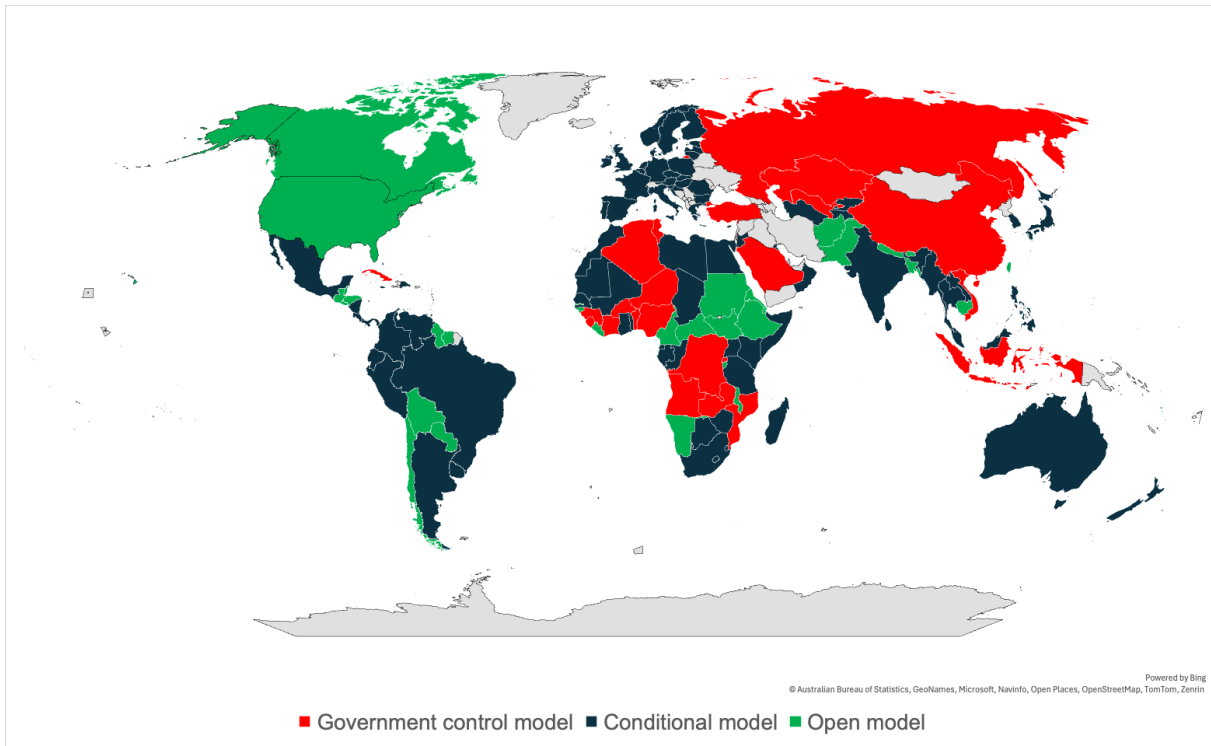 Powered by Bing
© Australian Bureau of Statistics, GeoNames, Microsoft, Navinfo, Open Places, OpenStreetMap, TomTom, Zenrin
Government control model Conditional model Open model